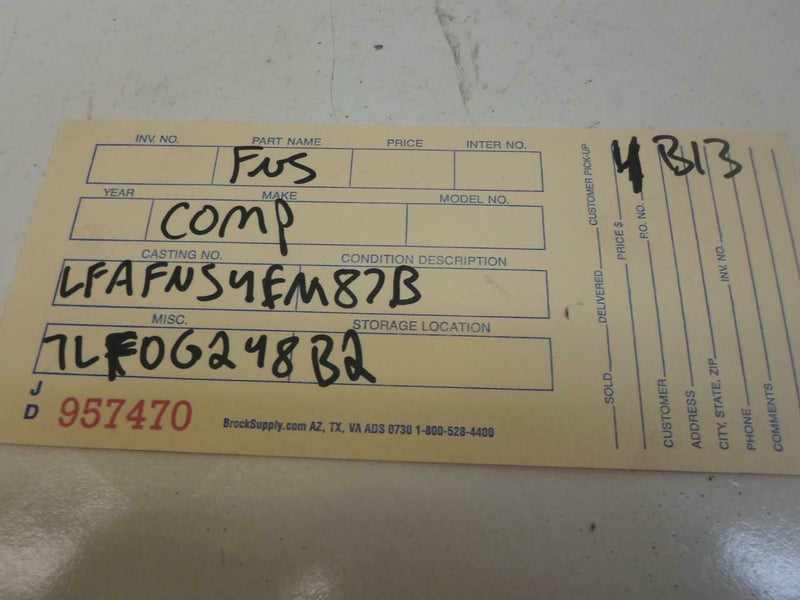 INV. NO. PART NAME PRICE INTER NO.
FNS
YEAR MAKE MODEL NO.
COMP
CASTING NO. CONDITION DESCRIPTION
LFAFNS4EM87B
MISC. STORAGE LOCATION
7LF0G248B2
J D 957470
BrockSupply.com AZ, TX, VA ADS 0730 1-800-528-4400
4 B13
SOLD DELIVERED CUSTOMER PICK-UP
PRICE $
P.O. NO.
CUSTOMER
ADDRESS
CITY, STATE, ZIP INV. NO.
PHONE
COMMENTS